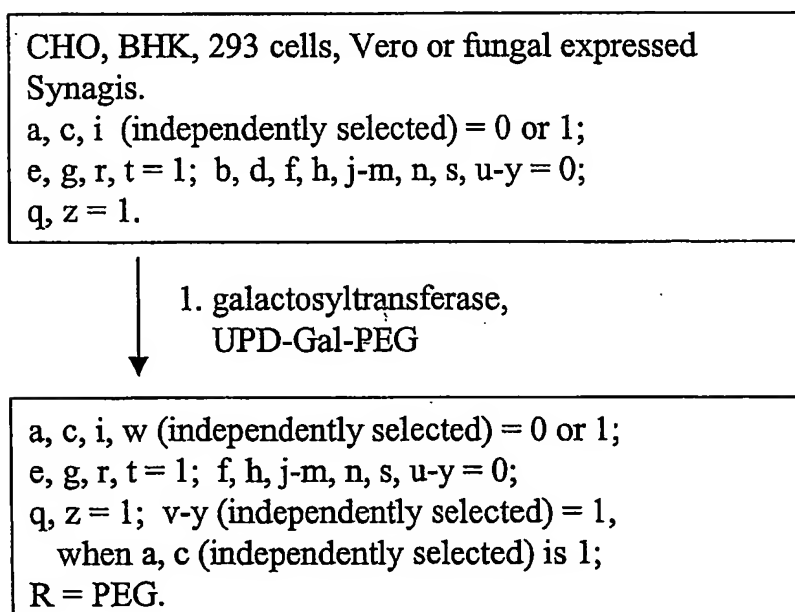 CHO, BHK, 293 cells, Vero or fungal expressed
Synagis.
a, c, i (independently selected) = 0 or 1;
e, g, r, t = 1; b, d, f, h, j-m, n, s, u-y = 0;
q, z = 1.
1. galactosyltransferase,
UPD-Gal-PEG
a, c, i, w (independently selected) = 0 or 1;
e, g, r, t = 1; f, h, j-m, n, s, u-y = 0;
q, z = 1; v-y (independently selected) = 1,
when a, c (independently selected) is 1;
R = PEG.